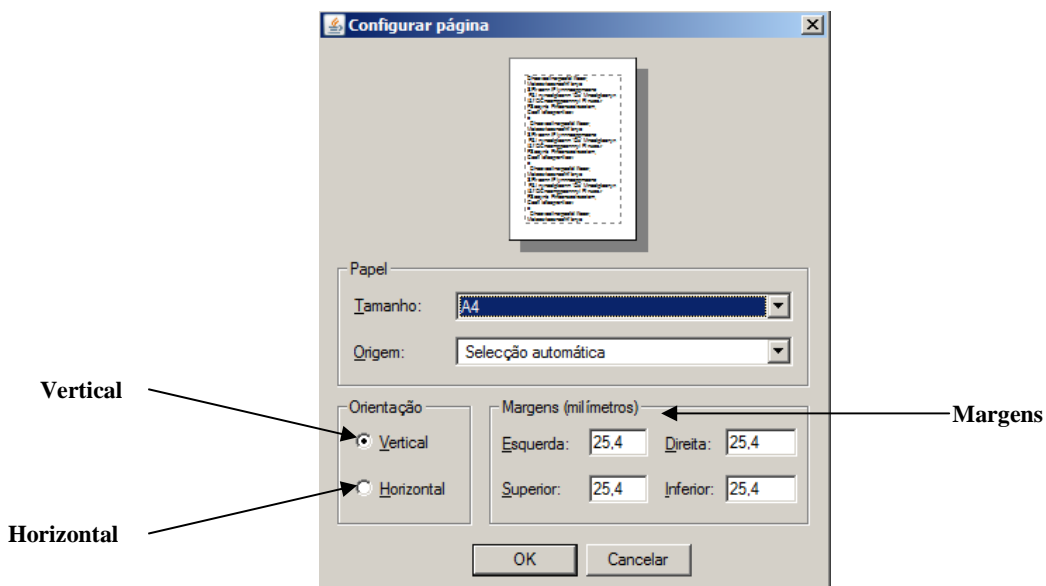 Configurar página
Papel
Tamanho: A4
Origem: Selecção automática
Vertical
Orientação
Margens (milímetros)
Margens
Vertical
Esquerda: 25,4 Direita: 25,4
Horizontal
Superior: 25,4 Inferior: 25,4
Horizontal
OK Cancelar